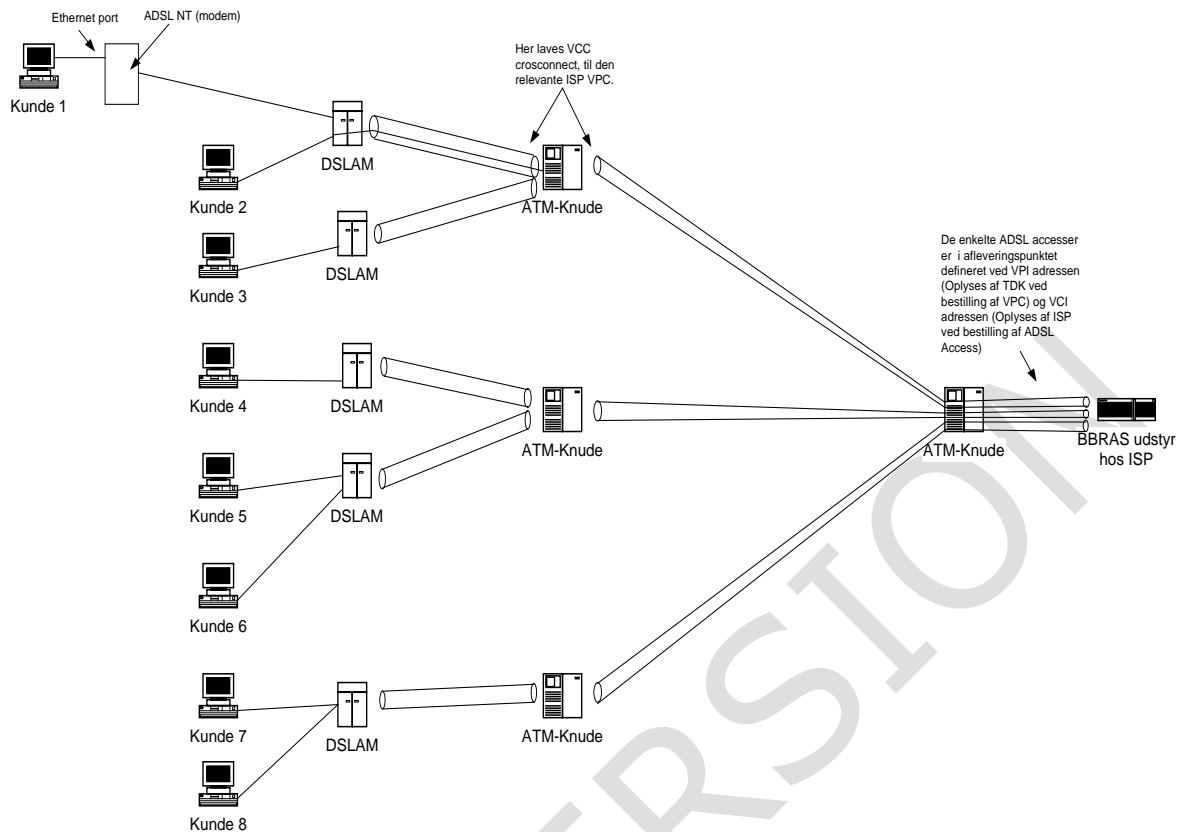 Ethernet port
ADSL NT (modem)
Kunde 1
Her laves VCC
crosconnect, til den
relevante ISP VPC.
DSLAM
Kunde 2
ATM-Knude
Kunde 3
DSLAM
De enkelte ADSL accesser
er i afleveringspunktet
defineret ved VPI adressen
(Oplyses af TDK ved
bestilling af VPC) og VCI
adressen (Oplyses af ISP
ved bestilling af ADSL
Access)
Kunde 4
DSLAM
ATM-Knude
ATM-Knude
BBRAS udstyr
hos ISP
Kunde 5
DSLAM
Kunde 6
Kunde 7
DSLAM
ATM-Knude
Kunde 8
ERSION